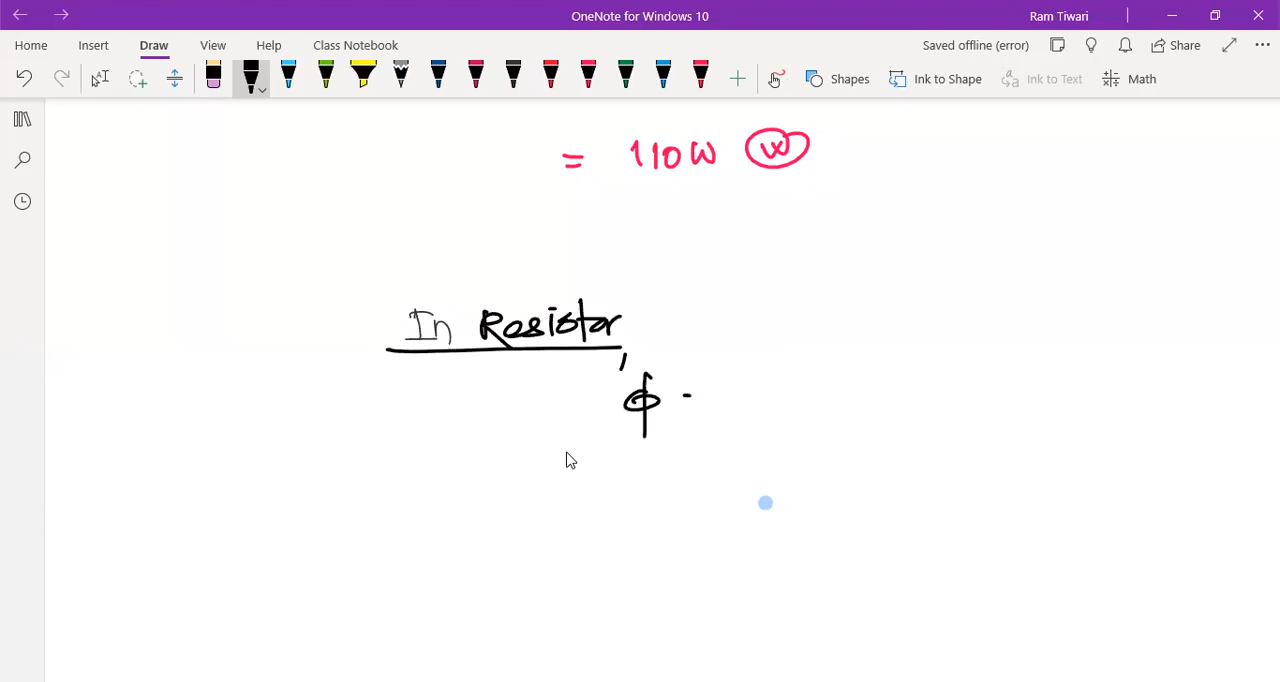 OneNote for Windows 10
Ram Tiwari
Home Insert Draw View Help Class Notebook
Saved offline (error) Share
Shapes Ink to Shape Ink to Text Math
= 110 W W
In Resistor,
ϕ -